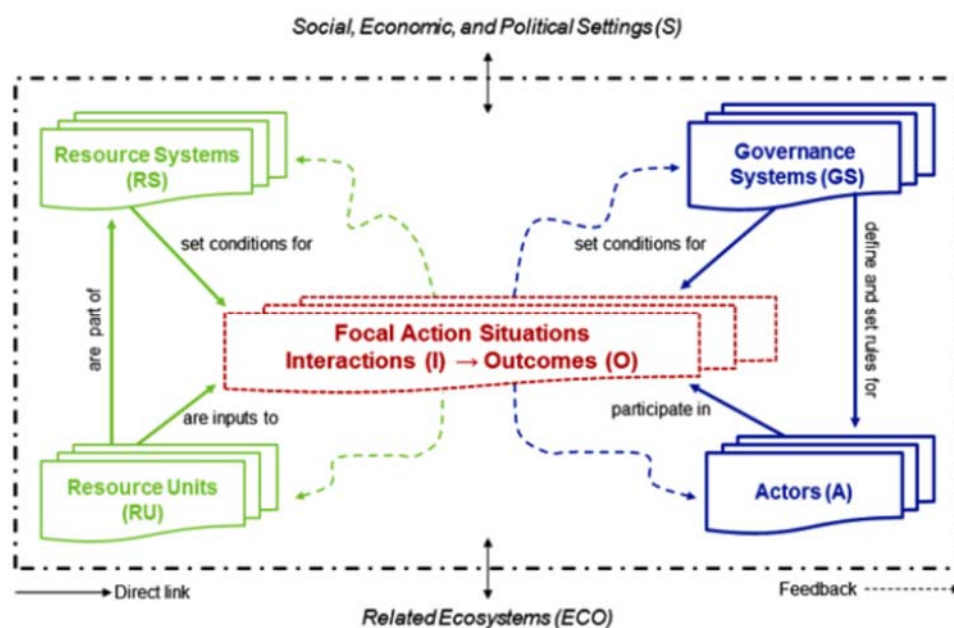 Social, Economic, and Political Settings (S)
Resource Systems
(RS)
Governance
Systems (GS)
set conditions for
set conditions for
are part of
define and set rules for
Focal Action Situations
Interactions (I) → Outcomes (O)
are inputs to
participate in
Resource Units
(RU)
Actors (A)
Direct link
Feedback
Related Ecosystems (ECO)